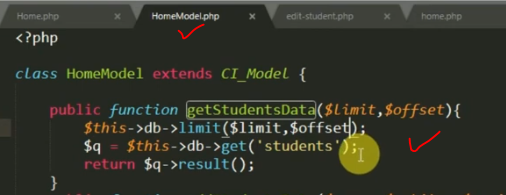 Home.php × HomeModel.php × edit-student.php × home.php
<?php
class HomeModel extends CI_Model {
public function getStudentsData($limit,$offset){
$this->db->limit($limit,$offset);
$q = $this->db->get('students');
return $q->result();
}